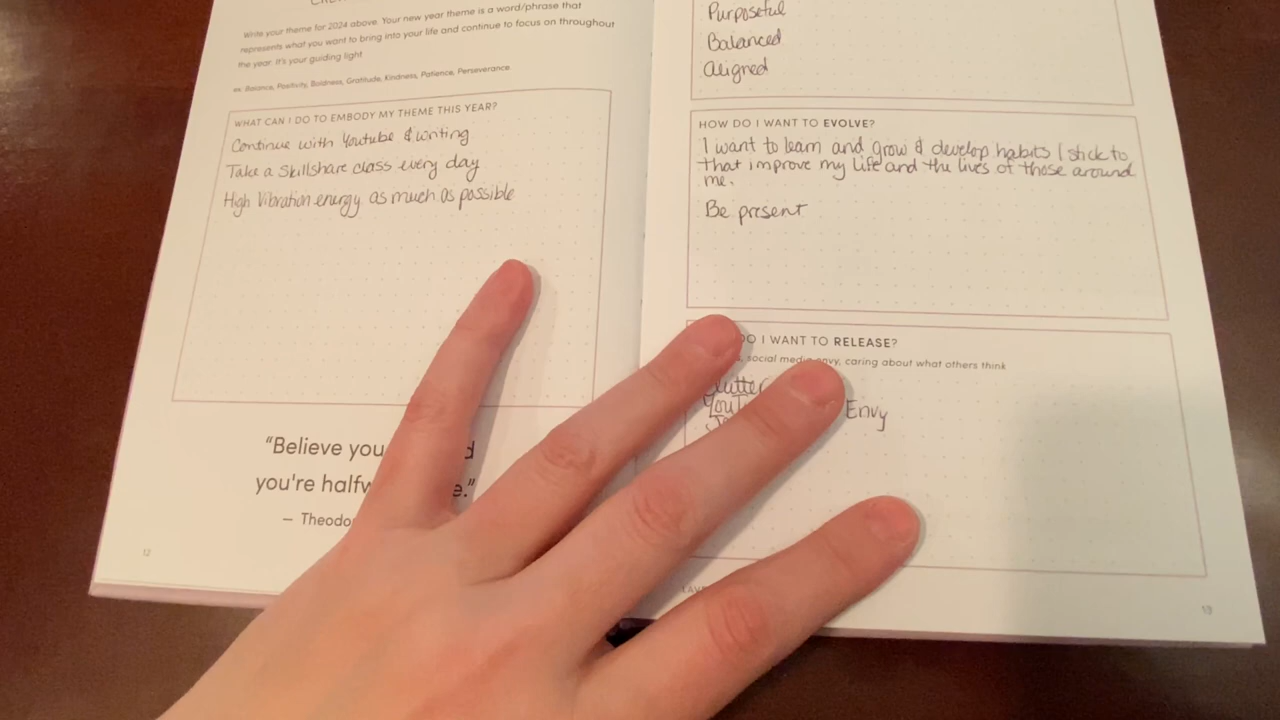 Write your theme for 2024 above. Your new year theme is a word/phrase that
represents what you want to bring into your life and continue to focus on throughout
the year. It's your guiding light
ex: Balance, Positivity, Boldness, Gratitude, Kindness, Patience, Perseverance.
WHAT CAN I DO TO EMBODY MY THEME THIS YEAR?
Continue with Youtube & writing
Take a Skillshare class every day
High Vibration energy as much as possible
"Believe you
you're halfw
— Theodo
12
Purposeful
Balanced
aligned
HOW DO I WANT TO EVOLVE?
I want to learn and grow & develop habits I stick to
that improve my life and the lives of those around
me.
Be present
DO I WANT TO RELEASE?
social media envy, caring about what others think
Clutter
Envy
13